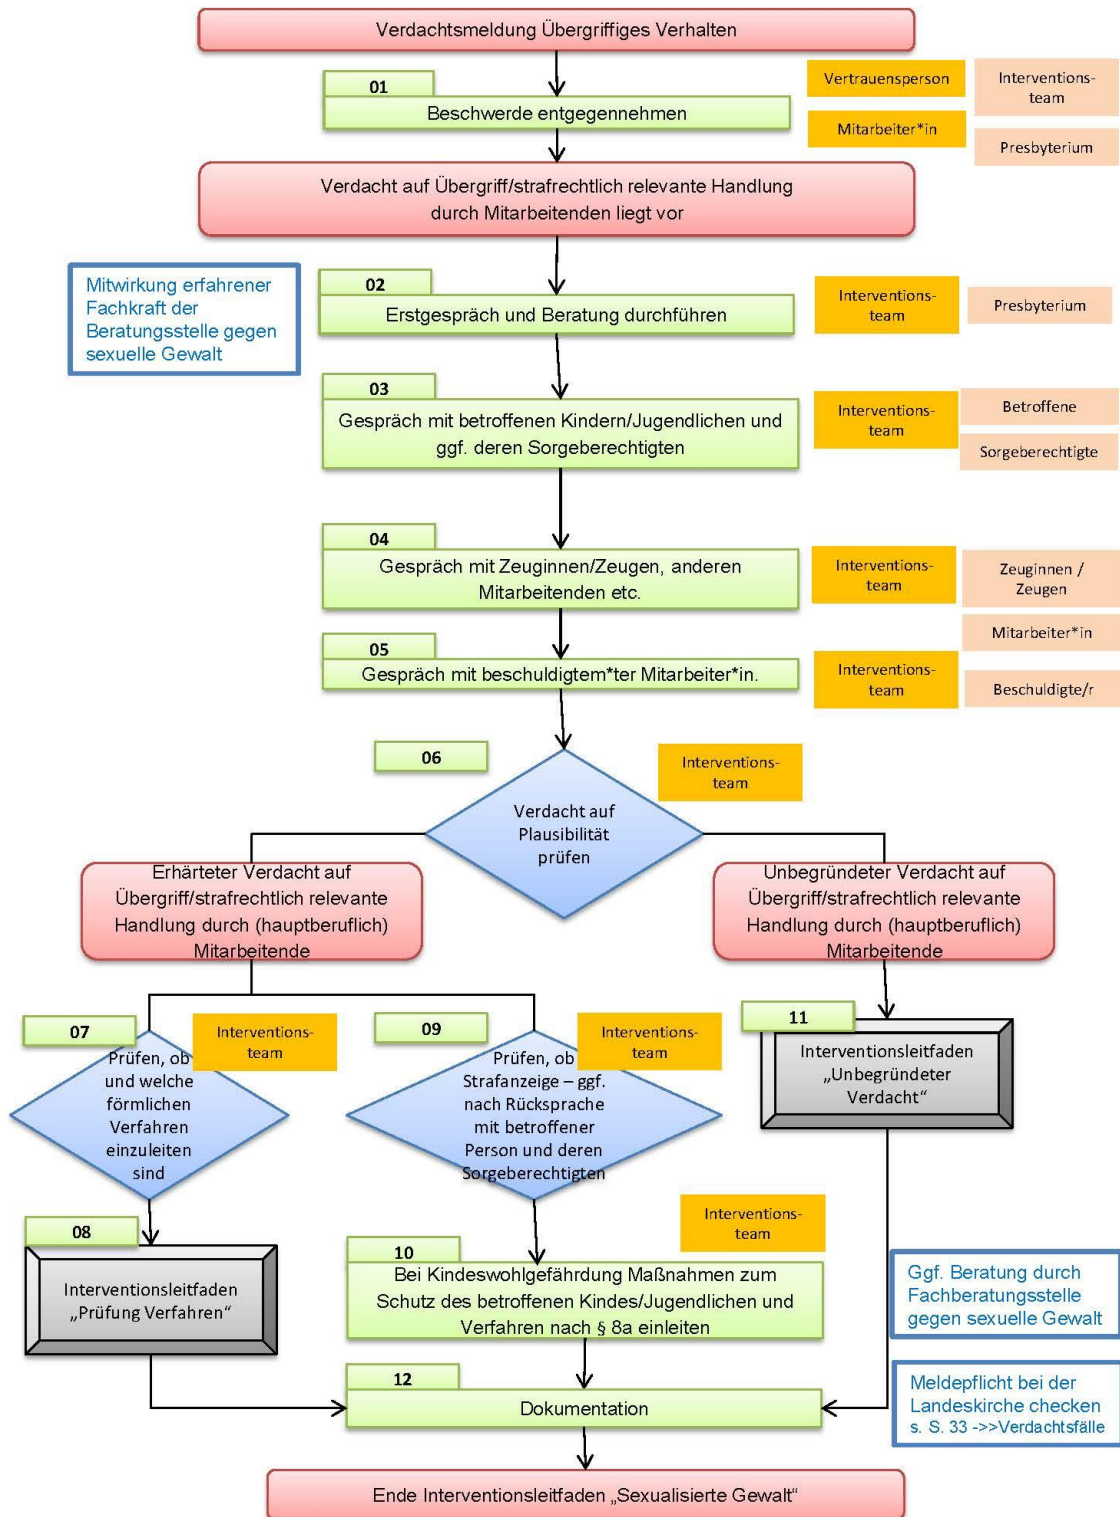 Verdachtsmeldung Übergriffiges Verhalten
01
Beschwerde entgegennehmen
Vertrauensperson
Mitarbeiter*in
Interventions-
team
Presbyterium
Verdacht auf Übergriff/strafrechtlich relevante Handlung
durch Mitarbeitenden liegt vor
Mitwirkung erfahrener
Fachkraft der
Beratungsstelle gegen
sexuelle Gewalt
02
Erstgespräch und Beratung durchführen
Interventions-
team
Presbyterium
03
Gespräch mit betroffenen Kindern/Jugendlichen und
ggf. deren Sorgeberechtigten
Interventions-
team
Betroffene
Sorgeberechtigte
04
Gespräch mit Zeuginnen/Zeugen, anderen
Mitarbeitenden etc.
Interventions-
team
Zeuginnen /
Zeugen
Mitarbeiter*in
05
Gespräch mit beschuldigtem*ter Mitarbeiter*in.
Interventions-
team
Beschuldigte/r
06
Interventions-
team
Verdacht auf
Plausibilität
prüfen
Erhärteter Verdacht auf
Übergriff/strafrechtlich relevante
Handlung durch (hauptberuflich)
Mitarbeitende
Unbegründeter Verdacht auf
Übergriff/strafrechtlich relevante
Handlung durch (hauptberuflich)
Mitarbeitende
07
Interventions-
team
Prüfen, ob
und welche
förmlichen
Verfahren
einzuleiten
sind
09
Interventions-
team
Prüfen, ob
Strafanzeige – ggf.
nach Rücksprache
mit betroffener
Person und deren
Sorgeberechtigten
11
Interventionsleitfaden
„Unbegründeter
Verdacht“
08
Interventionsleitfaden
„Prüfung Verfahren“
Interventions-
team
10
Bei Kindeswohlgefährdung Maßnahmen zum
Schutz des betroffenen Kindes/Jugendlichen und
Verfahren nach § 8a einleiten
Ggf. Beratung durch
Fachberatungsstelle
gegen sexuelle Gewalt
12
Dokumentation
Meldepflicht bei der
Landeskirche checken
s. S. 33 ->>Verdachtsfälle
Ende Interventionsleitfaden „Sexualisierte Gewalt“